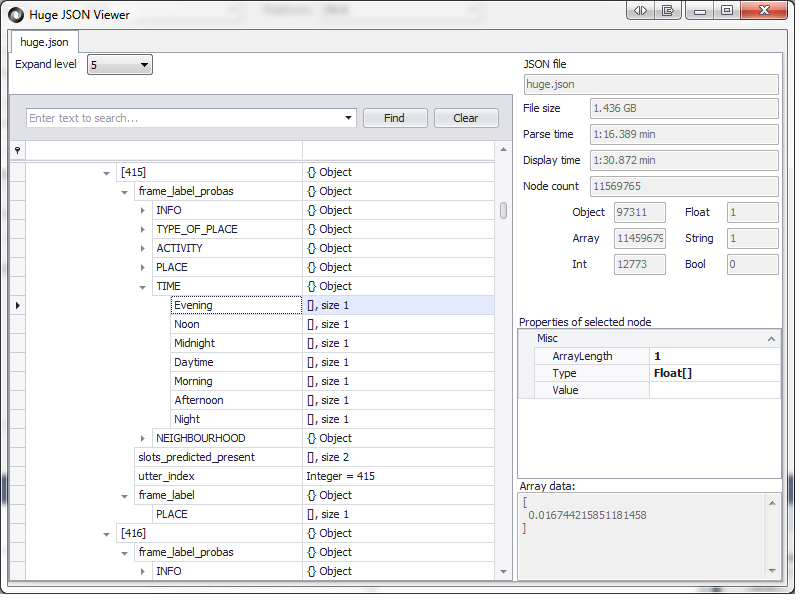 Huge JSON Viewer
huge.json
Expand level 5
Enter text to search... Find Clear
[415] {} Object
frame_label_probas {} Object
INFO {} Object
TYPE_OF_PLACE {} Object
ACTIVITY {} Object
PLACE {} Object
TIME {} Object
Evening [], size 1
Noon [], size 1
Midnight [], size 1
Daytime [], size 1
Morning [], size 1
Afternoon [], size 1
Night [], size 1
NEIGHBOURHOOD {} Object
slots_predicted_present [], size 2
utter_index Integer = 415
frame_label {} Object
PLACE [], size 1
[416] {} Object
frame_label_probas {} Object
INFO {} Object
JSON file
huge.json
File size 1.436 GB
Parse time 1:16.389 min
Display time 1:30.872 min
Node count 11569765
Object 97311 Float 1
Array 11459679 String 1
Int 12773 Bool 0
Properties of selected node
Misc
ArrayLength 1
Type Float[]
Value
Array data:
[
0.016744215851181458
]